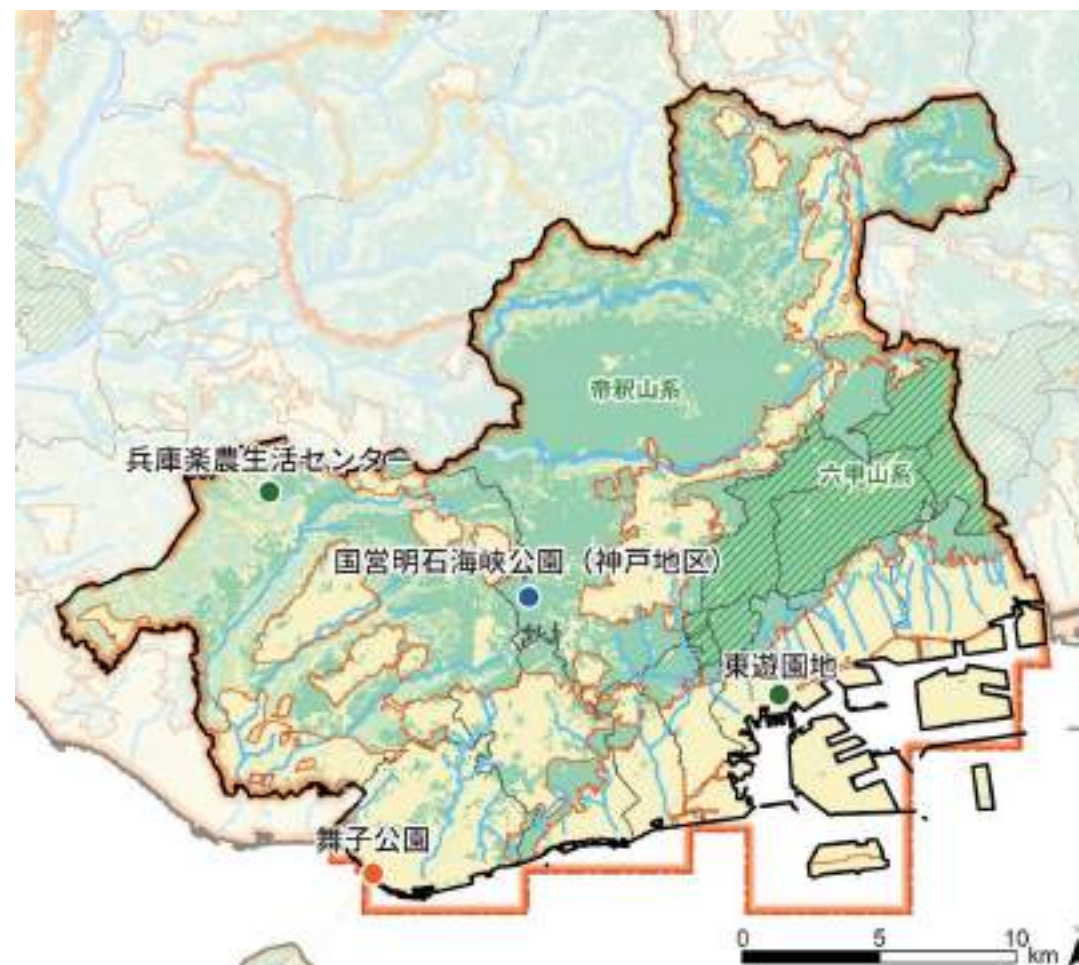 帝釈山系
兵庫楽農生活センター
六甲山系
国営明石海峡公園（神戸地区）
東遊園地
舞子公園
0 5 10
km